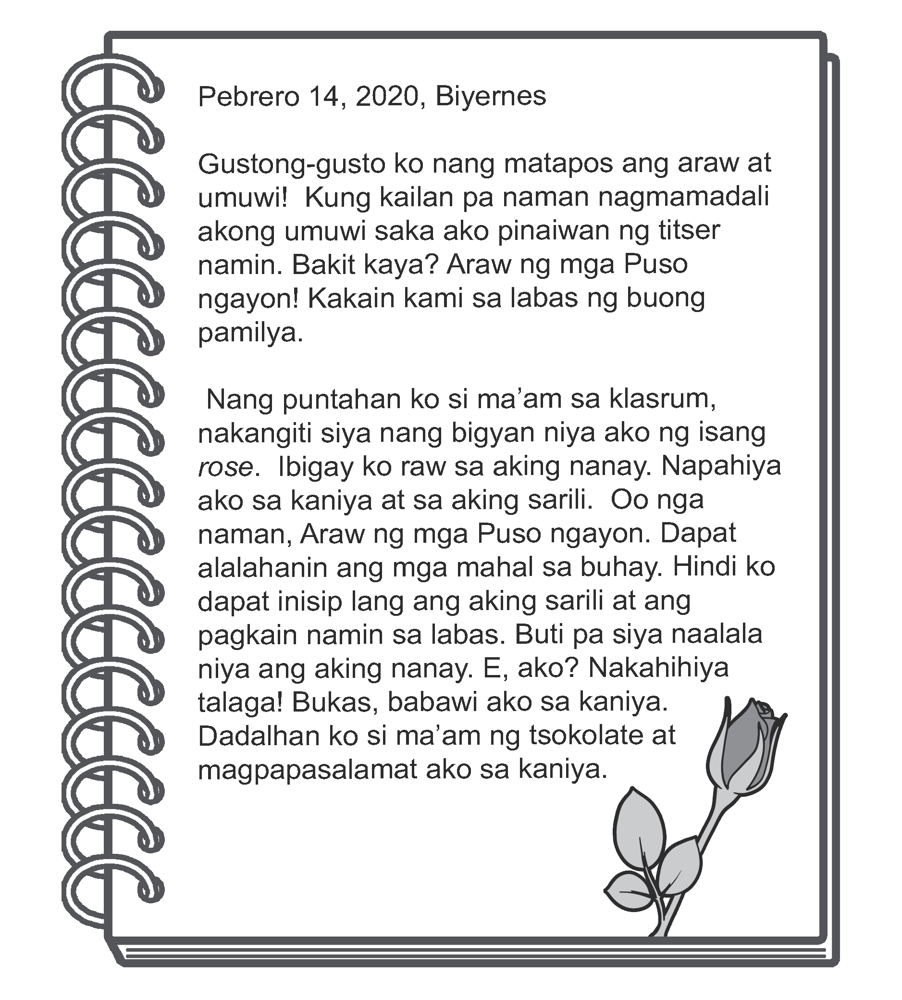 Pebrero 14, 2020, Biyernes
Gustong-gusto ko nang matapos ang araw at
umuwi!  Kung kailan pa naman nagmamadali
akong umuwi saka ako pinaiwan ng titser
namin. Bakit kaya? Araw ng mga Puso
ngayon! Kakain kami sa labas ng buong
pamilya.
Nang puntahan ko si ma’am sa klasrum,
nakangiti siya nang bigyan niya ako ng isang
rose.  Ibigay ko raw sa aking nanay. Napahiya
ako sa kaniya at sa aking sarili.  Oo nga
naman, Araw ng mga Puso ngayon. Dapat
alalahanin ang mga mahal sa buhay. Hindi ko
dapat inisip lang ang aking sarili at ang
pagkain namin sa labas. Buti pa siya naalala
niya ang aking nanay. E, ako? Nakahihiya
talaga! Bukas, babawi ako sa kaniya.
Dadalhan ko si ma’am ng tsokolate at
magpapasalamat ako sa kaniya.